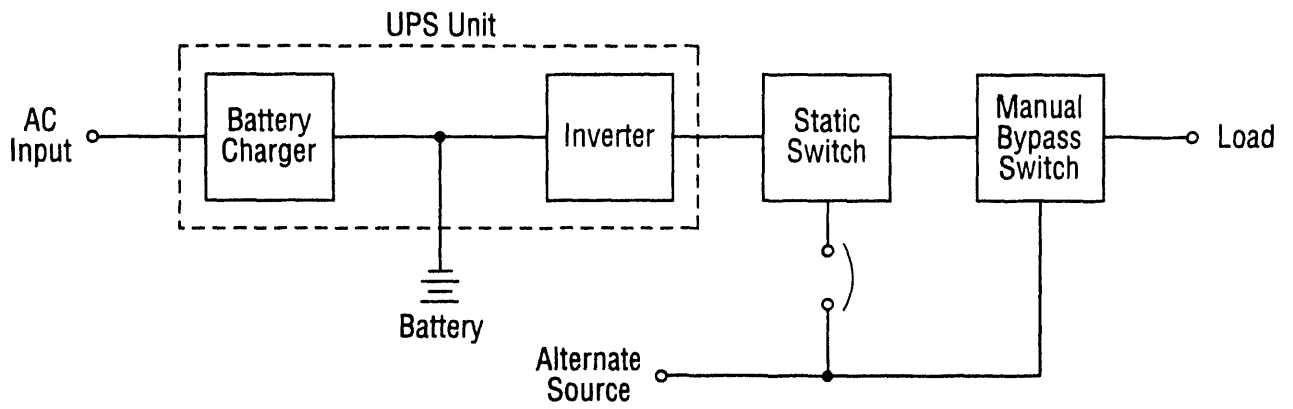 UPS Unit
AC
Input
Battery
Charger
Inverter
Static
Switch
Manual
Bypass
Switch
Load
Battery
Alternate
Source